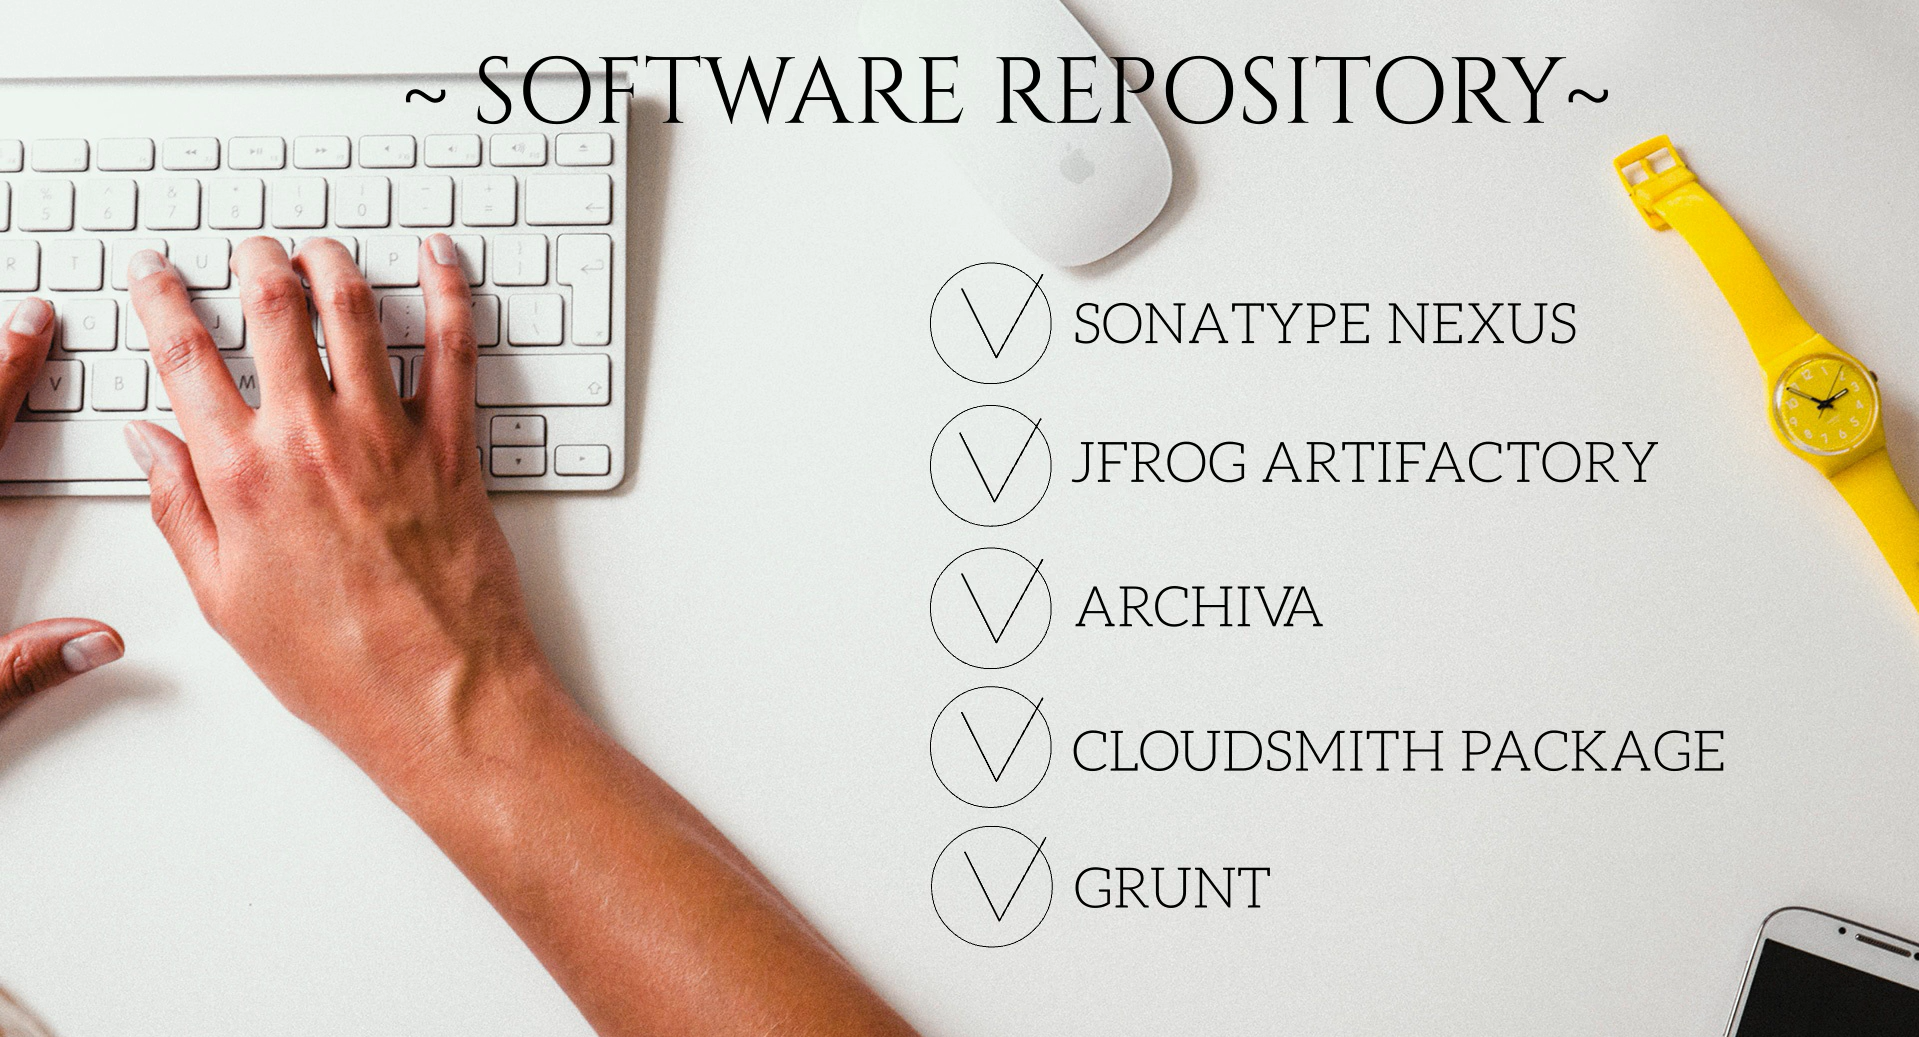 ~ SOFTWARE REPOSITORY~
SONATYPE NEXUS
JFROG ARTIFACTORY
ARCHIVA
CLOUDSMITH PACKAGE
GRUNT